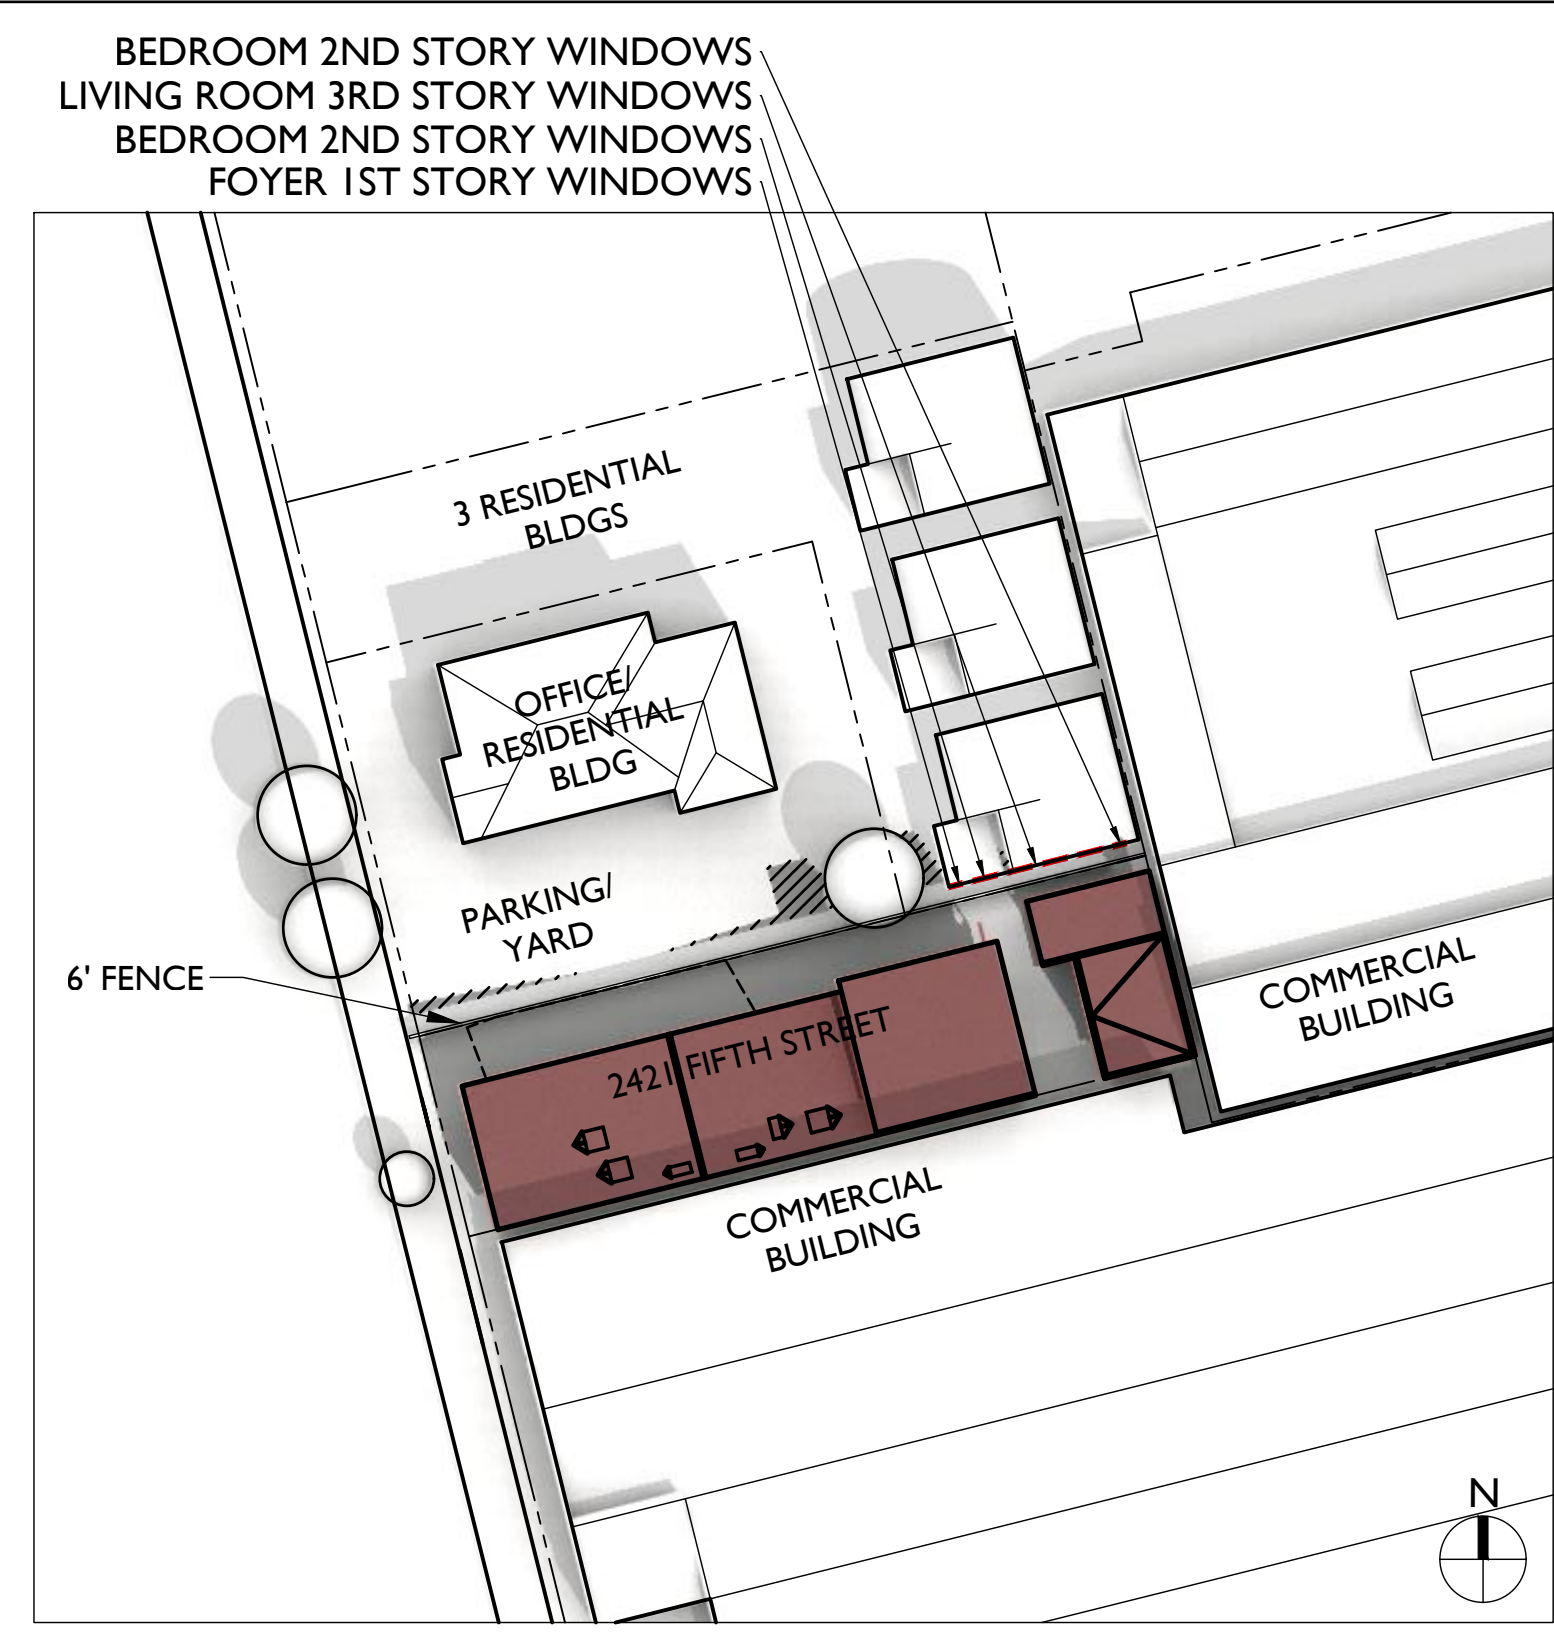 BEDROOM 2ND STORY WINDOWS
LIVING ROOM 3RD STORY WINDOWS
BEDROOM 2ND STORY WINDOWS
FOYER 1ST STORY WINDOWS
3 RESIDENTIAL
BLDGS
OFFICE/
RESIDENTIAL
BLDG
PARKING/
YARD
6' FENCE
2421 FIFTH STREET
COMMERCIAL
BUILDING
COMMERCIAL
BUILDING
N